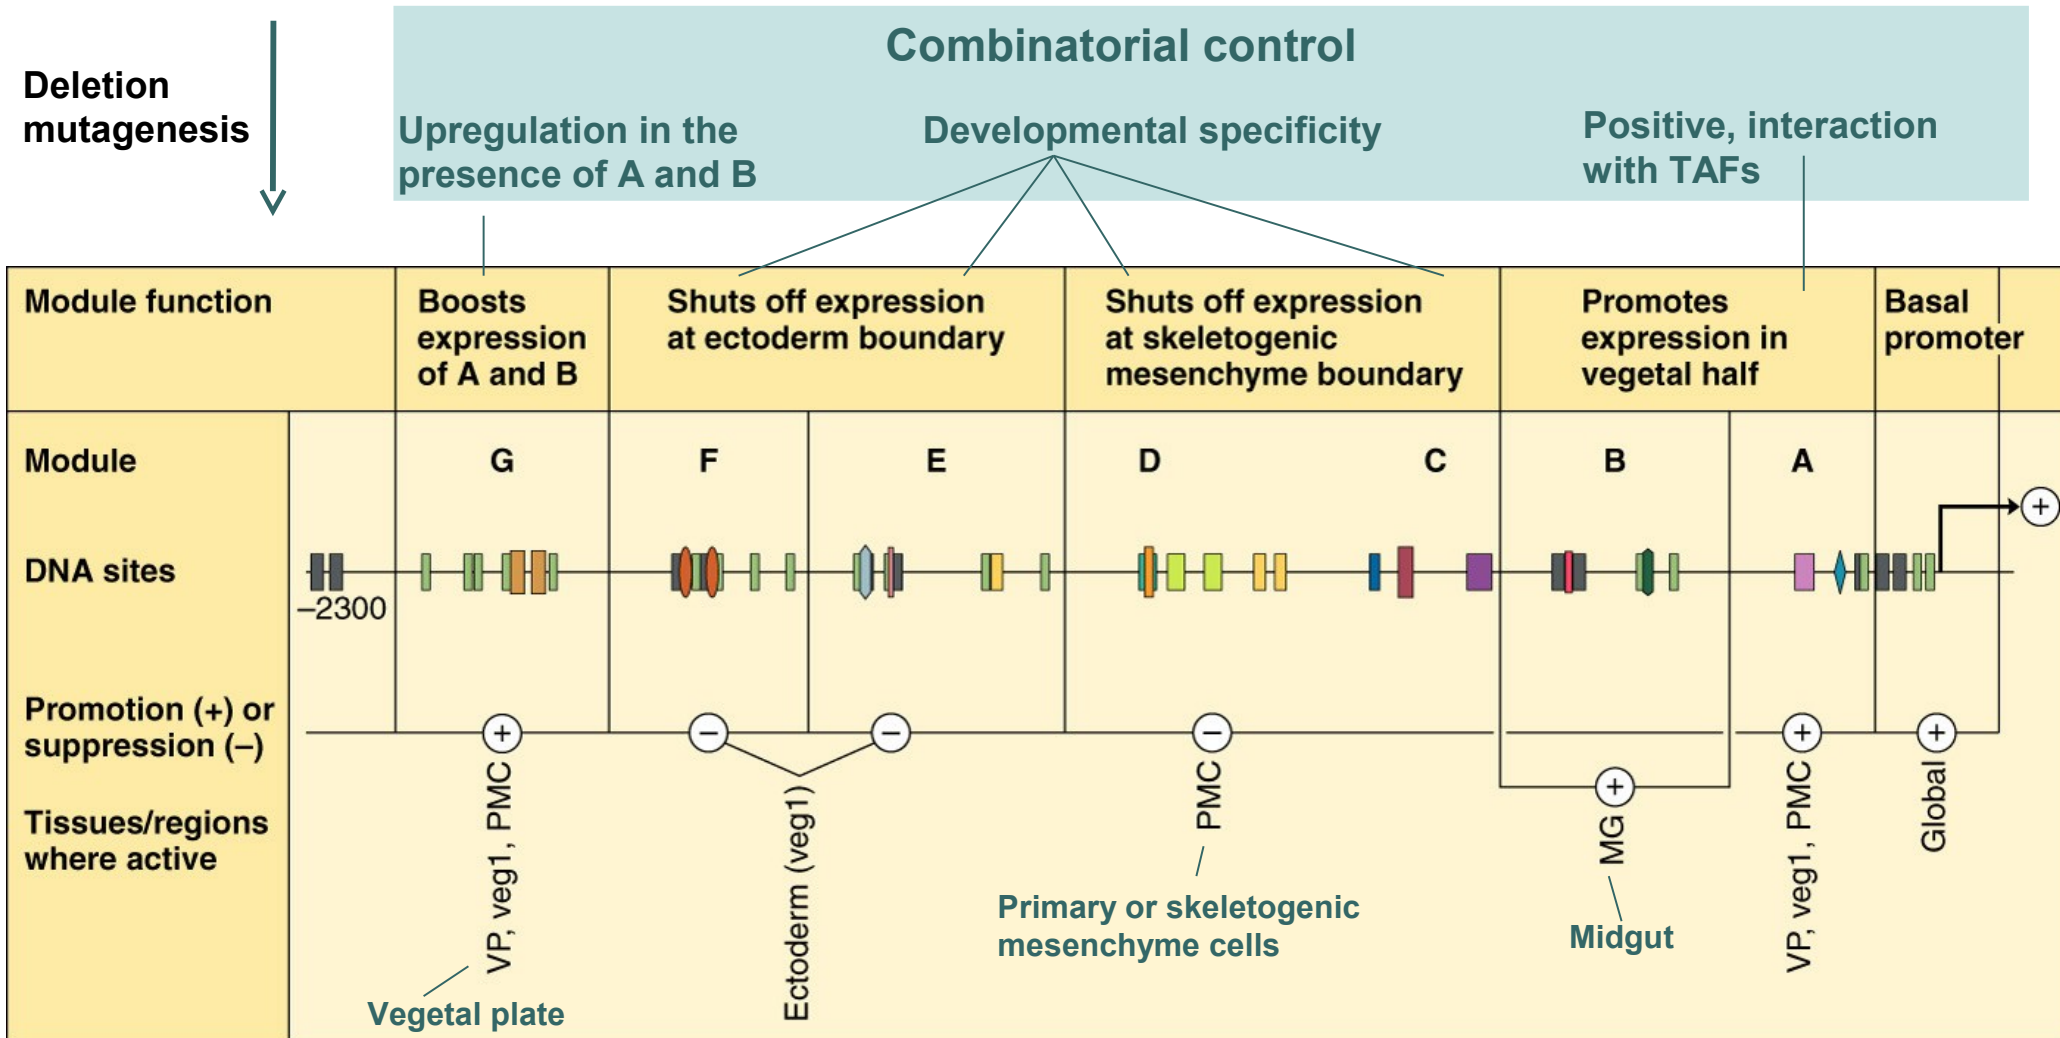 Combinatorial control
Deletion
mutagenesis
Upregulation in the
presence of A and B
Developmental specificity
Positive, interaction
with TAFs
Module function
Boosts
expression
of A and B
Shuts off expression
at ectoderm boundary
Shuts off expression
at skeletogenic
mesenchyme boundary
Promotes
expression in
vegetal half
Basal
promoter
Module
G
F
E
D
C
B
A
+
DNA sites
–2300
Promotion (+) or
suppression (–)
+
–
–
–
+
+
+
Tissues/regions
where active
VP, veg1, PMC
Ectoderm (veg1)
PMC
MG
VP, veg1, PMC
Global
Primary or skeletogenic
mesenchyme cells
Midgut
Vegetal plate